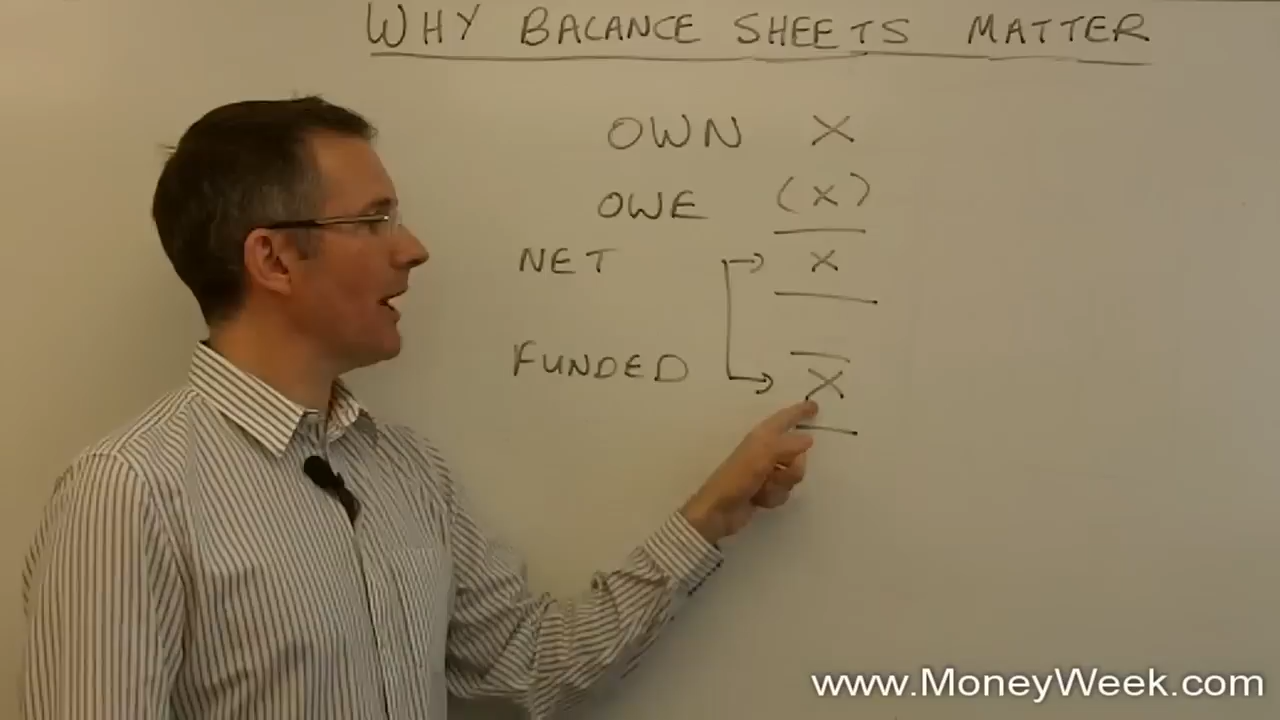 WHY BALANCE SHEETS MATTER
OWN X
OWE (X)
NET X
FUNDED X
www.MoneyWeek.com